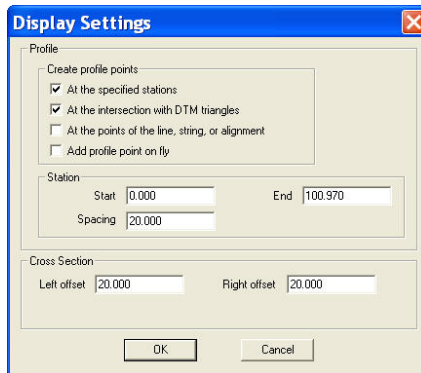 Display Settings
Profile
Create profile points
At the specified stations
At the intersection with DTM triangles
At the points of the line, string, or alignment
Add profile point on fly
Station
Start 0.000 End 100.970
Spacing 20.000
Cross Section
Left offset 20.000 Right offset 20.000
OK Cancel